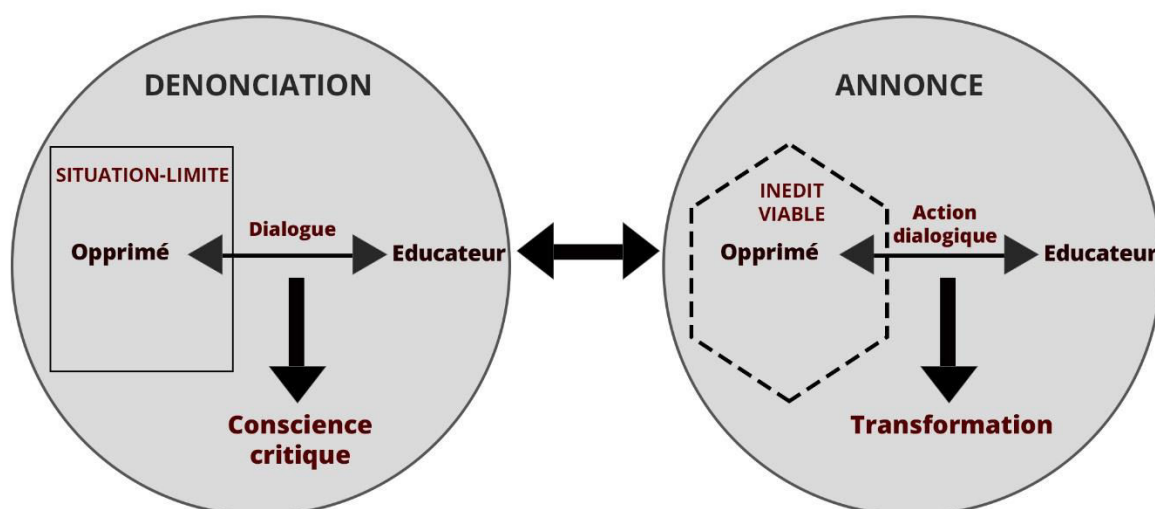 DENONCIATION
SITUATION-LIMITE
Dialogue
Opprimé
Educateur
Conscience
critique
ANNONCE
INEDIT
VIABLE
Action
dialogique
Opprimé
Educateur
Transformation